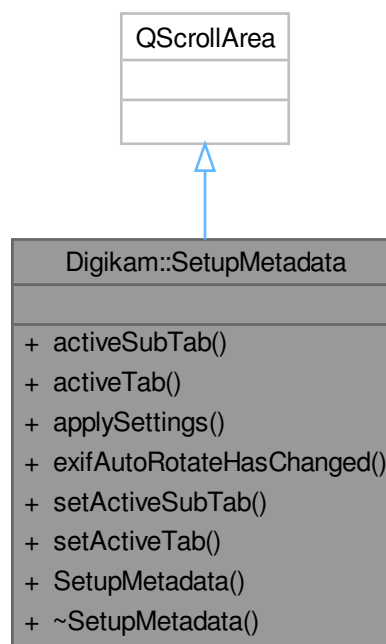 QScrollArea
Digikam::SetupMetadata
+ activeSubTab()
+ activeTab()
+ applySettings()
+ exifAutoRotateHasChanged()
+ setActiveSubTab()
+ setActiveTab()
+ SetupMetadata()
+ ~SetupMetadata()